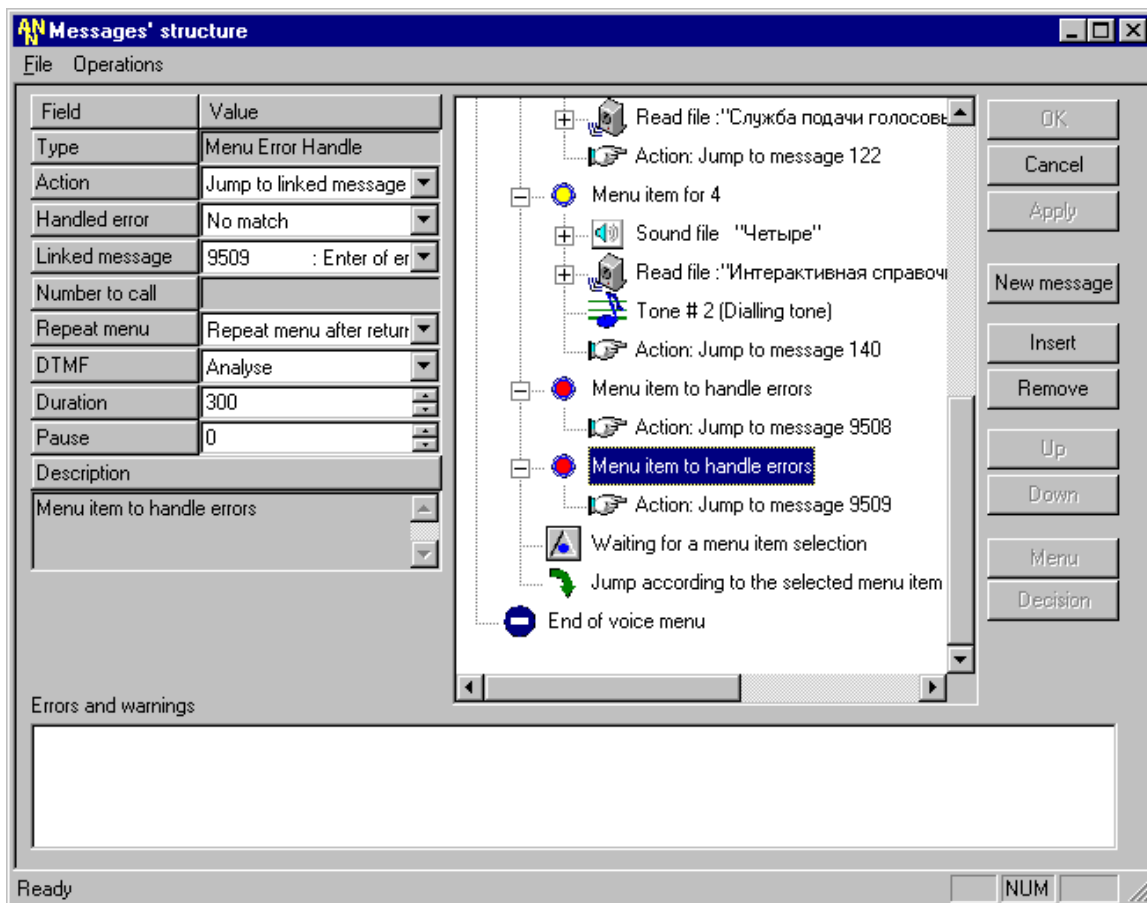 Messages' structure
File Operations
Field Value
Type Menu Error Handle
Action Jump to linked message
Handled error No match
Linked message 9509 : Enter of er
Number to call
Repeat menu Repeat menu after return
DTMF Analyse
Duration 300
Pause 0
Description
Menu item to handle errors
Read file :"Служба подачи голосовы
Action: Jump to message 122
Menu item for 4
Sound file "Четыре"
Read file :"Интерактивная справочн
Tone # 2 (Dialling tone)
Action: Jump to message 140
Menu item to handle errors
Action: Jump to message 9508
Menu item to handle errors
Action: Jump to message 9509
Waiting for a menu item selection
Jump according to the selected menu item
End of voice menu
OK
Cancel
Apply
New message
Insert
Remove
Up
Down
Menu
Decision
Errors and warnings
Ready NUM